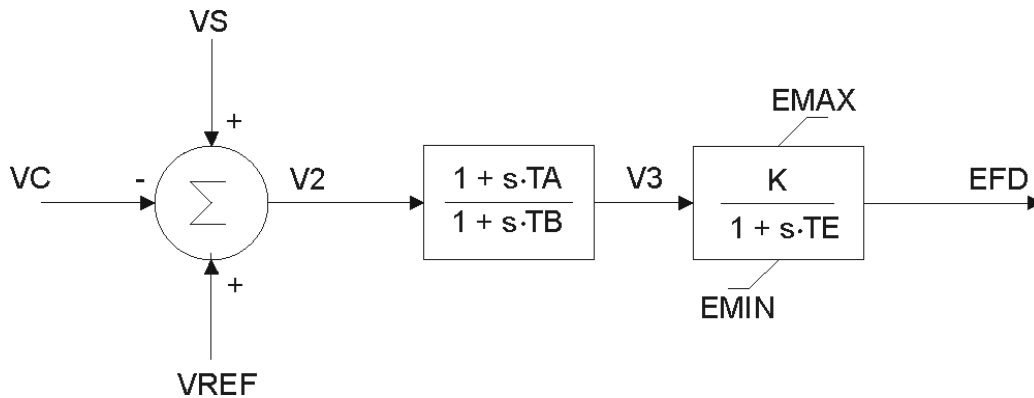 VS
+
EMAX
VC
-
Σ
V2
1 + s·TA
1 + s·TB
V3
K
1 + s·TE
EFD
+
EMIN
VREF